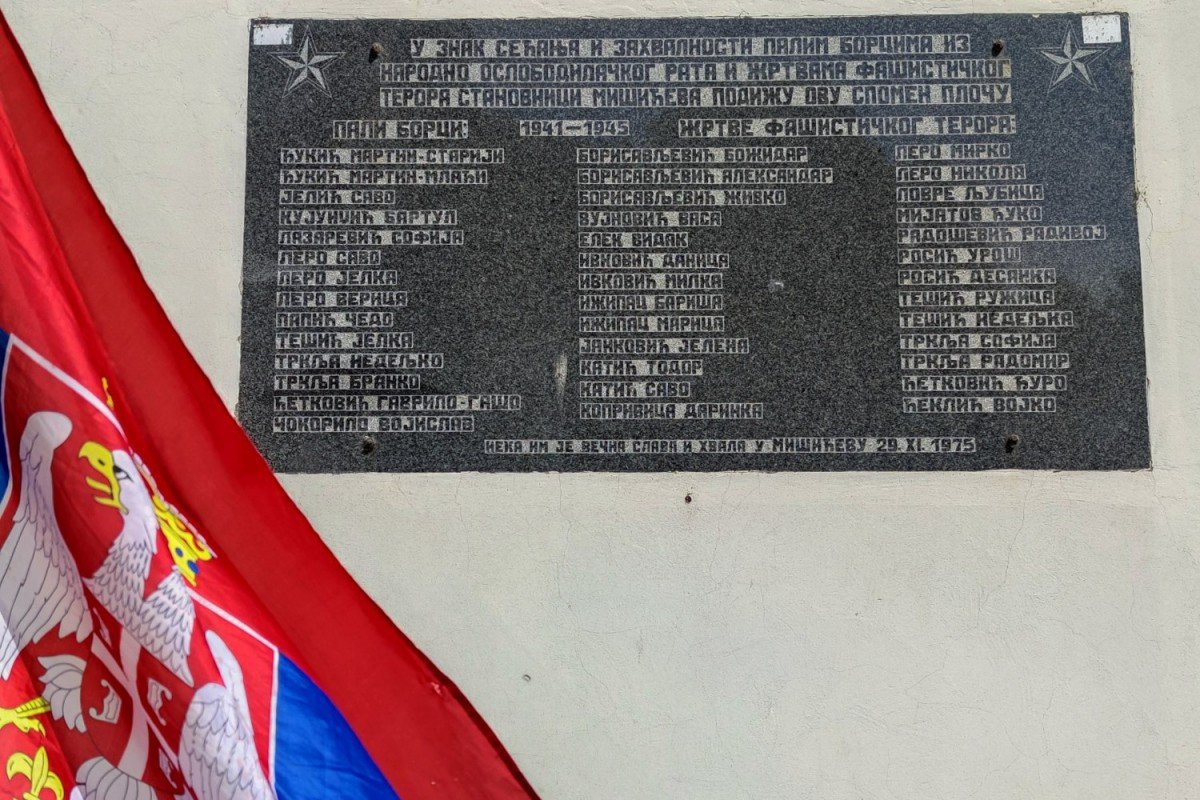 У ЗНАК СЕЋАЊА И ЗАХВАЛНОСТИ ПАЛИМ БОРЦИМА ИЗ
НАРОДНО ОСЛОБОДИЛАЧКОГ РАТА И ЖРТВАМА ФАШИСТИЧКОГ
ТЕРОРА СТАНОВНИЦИ МИШИЋЕВА ПОДИЖУ ОВУ СПОМЕН ПЛОЧУ
1941—1945
ПАЛИ БОРЦИ:
ЂУКИЋ МАРТИН-СТАРИЈИ
ЂУКИЋ МАРТИН-МЛАЂИ
ЈЕЛИЋ САВО
КУЈУНЏИЋ БАРТУЛ
ЛАЗАРЕВИЋ СОФИЈА
ЛЕРО САВО
ЛЕРО ЈЕЛКА
ЛЕРО ВЕРИЦА
ПАПИЋ ЧЕДО
ТЕШИЋ ЈЕЛКА
ТРКЉА НЕДЕЉКО
ТРКЉА БРАНКО
ЋЕТКОВИЋ ГАВРИЛО-ГАШО
ЧОКОРИЛО ВОЈИСЛАВ
ЖРТВЕ ФАШИСТИЧКОГ ТЕРОРА:
БОРИСАВЉЕВИЋ БОЖИДАР
БОРИСАВЉЕВИЋ АЛЕКСАНДАР
БОРИСАВЉЕВИЋ ЖИВКО
ВУЈНОВИЋ ВАСА
ЕЛЕК ВИДАК
ИВКОВИЋ ДАНИЦА
ИВКОВИЋ МИЛКА
ИЖИПАЦ БАРИША
ИЖИПАЦ МАРИЦА
ЈАНКОВИЋ ЈЕЛЕНА
КАТИЋ ТОДОР
КАТИЋ САВО
КОПРИВИЦА ДАРИНКА
ЛЕРО МИРКО
ЛЕРО НИКОЛА
ЛОВРЕ ЉУБИЦА
МИЈАТОВ ЂУКО
РАДОШЕВИЋ РАДИВОЈ
РОСИЋ УРОШ
РОСИЋ ДЕСАНКА
ТЕШИЋ РУЖИЦА
ТЕШИЋ НЕДЕЉКА
ТРКЉА СОФИЈА
ТРКЉА РАДОМИР
ЋЕТКОВИЋ ЂУРО
ЋЕКЛИЋ ВОЈКО
НЕКА ИМ ЈЕ ВЕЧНА СЛАВА И ХВАЛА У МИШИЋЕВУ 29. XI. 1975